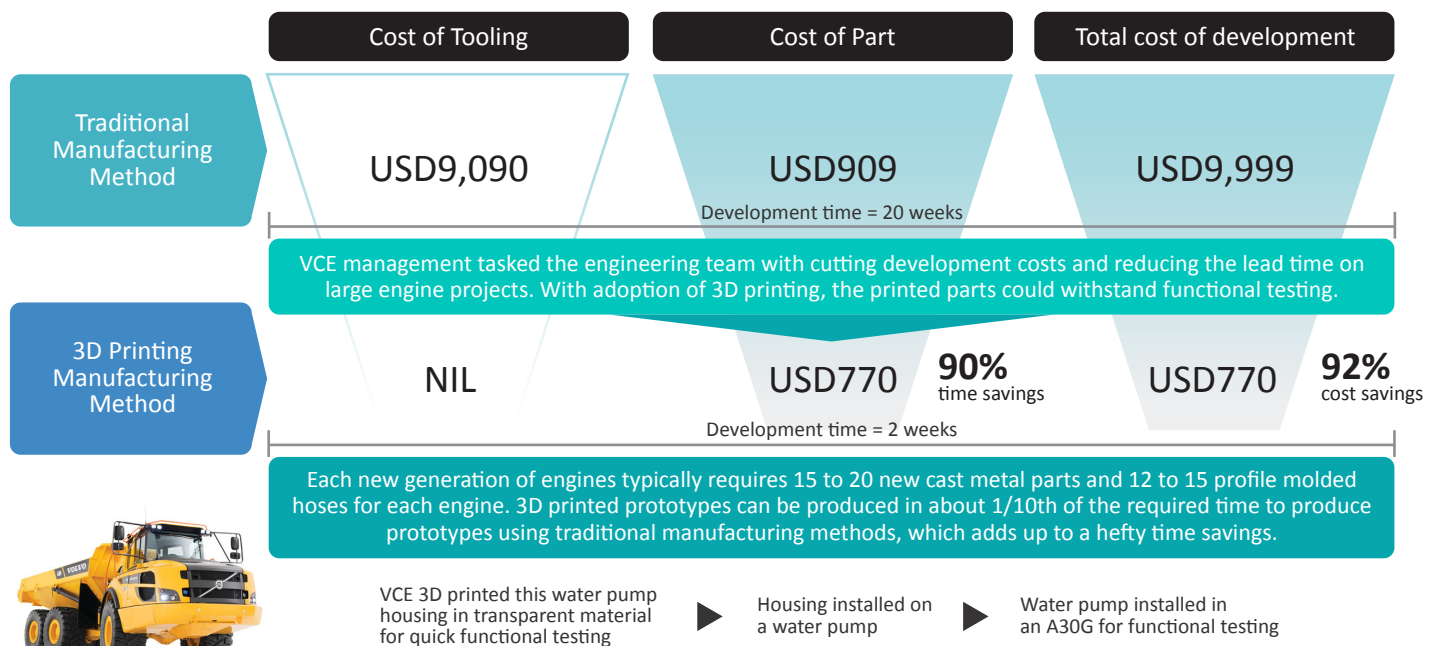 Cost of Tooling
Cost of Part
Total cost of development
Traditional
Manufacturing
Method
USD9,090
USD909
USD9,999
Development time = 20 weeks
VCE management tasked the engineering team with cutting development costs and reducing the lead time on
large engine projects. With adoption of 3D printing, the printed parts could withstand functional testing.
3D Printing
Manufacturing
Method
NIL
USD770
90%
time savings
USD770
92%
cost savings
Development time = 2 weeks
Each new generation of engines typically requires 15 to 20 new cast metal parts and 12 to 15 profile molded
hoses for each engine. 3D printed prototypes can be produced in about 1/10th of the required time to produce
prototypes using traditional manufacturing methods, which adds up to a hefty time savings.
VOLVO
VCE 3D printed this water pump
housing in transparent material
for quick functional testing
Housing installed on
a water pump
Water pump installed in
an A30G for functional testing